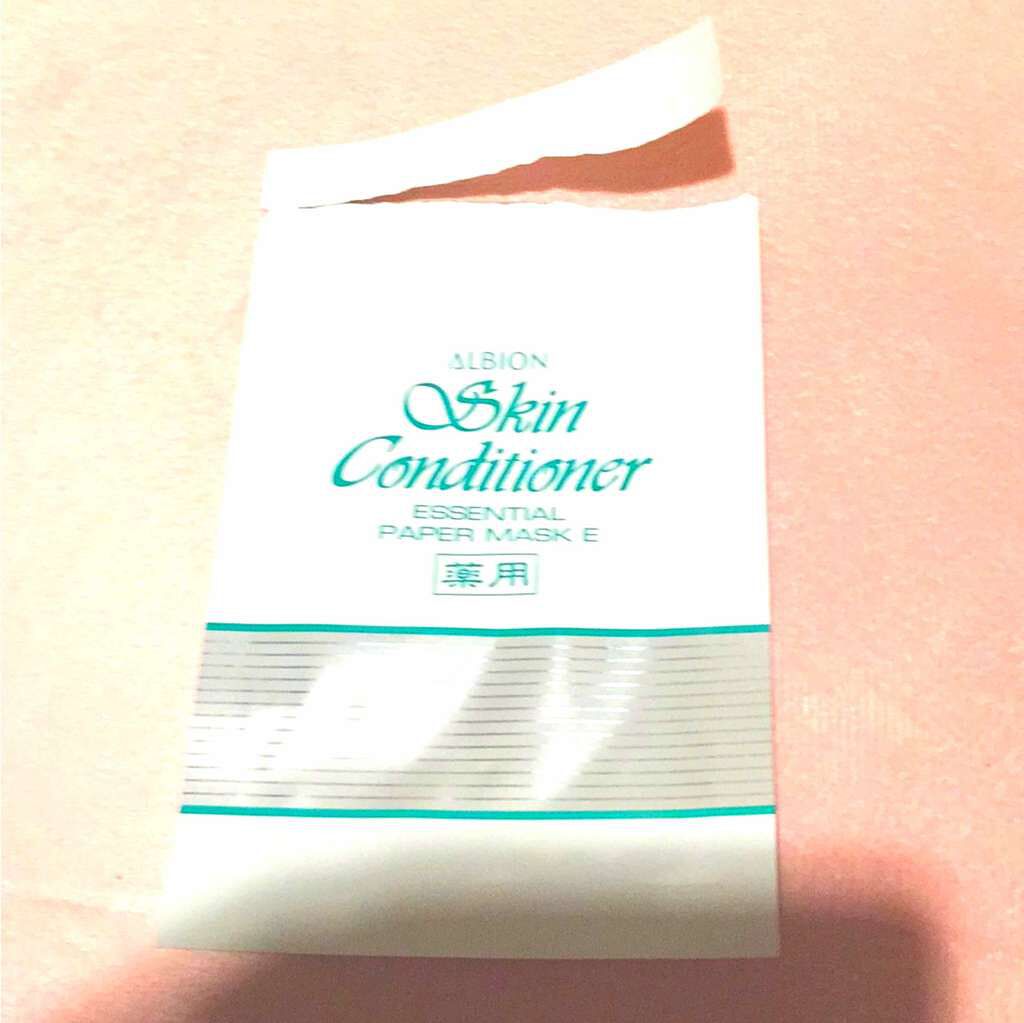 ALBION
Skin
Conditioner
ESSENTIAL
PAPER MASK E
薬用